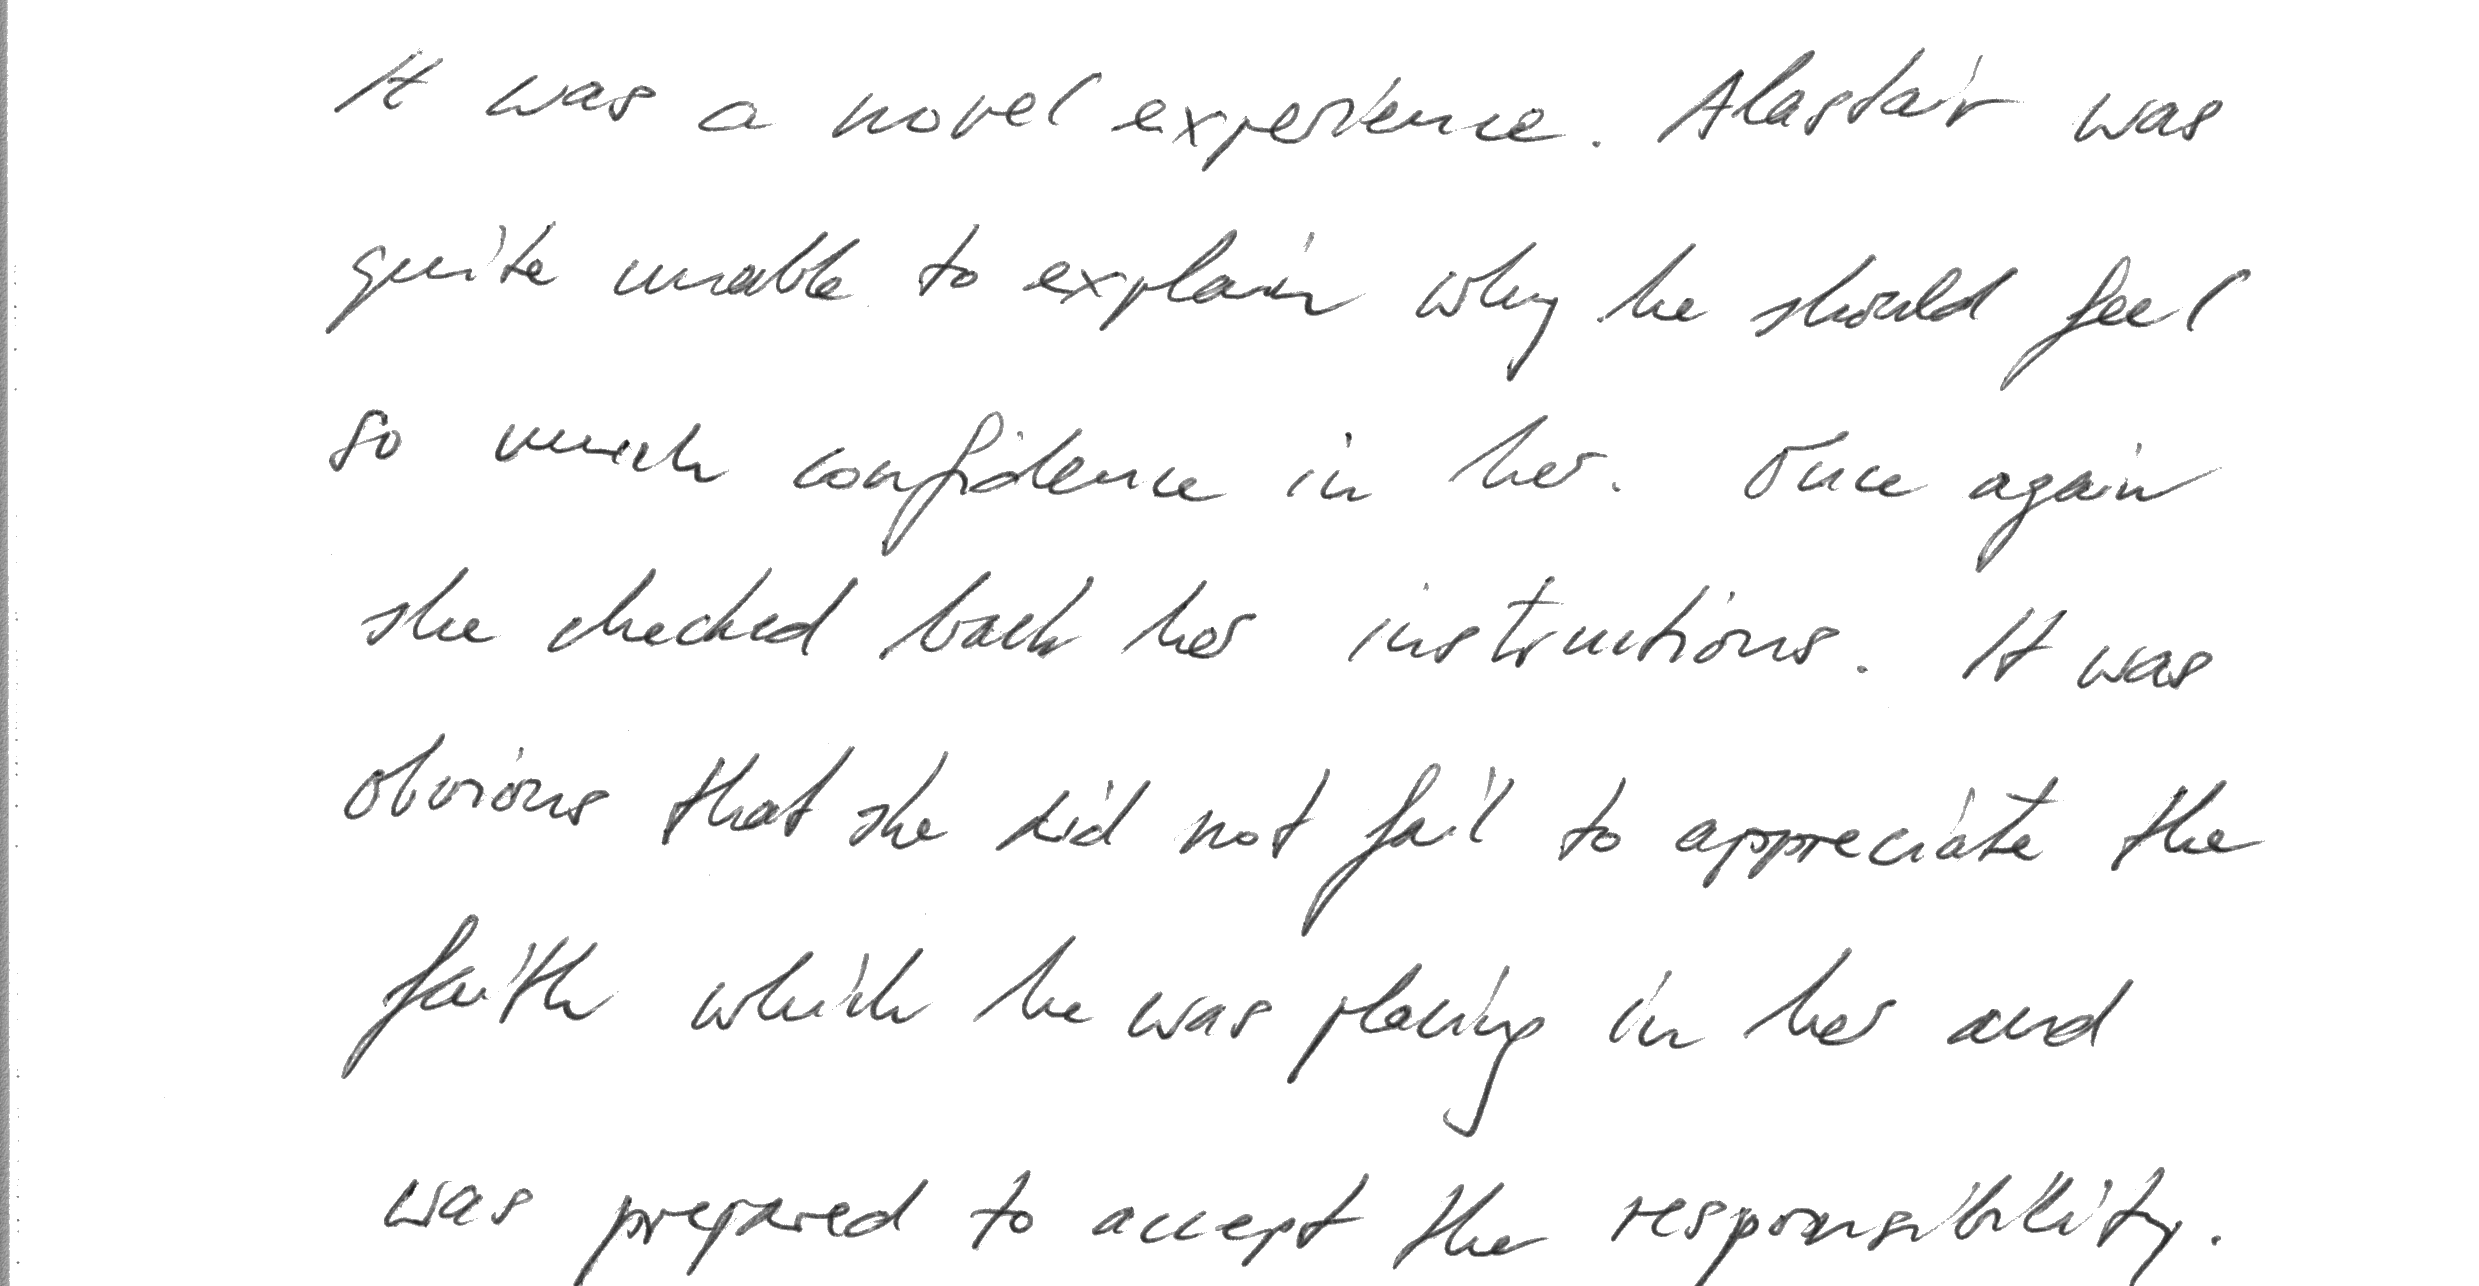 It was a novel experience. Alastair was
quite unable to explain why he should feel
so much confidence in her. Once again
she checked back her instructions. It was
obvious that she did not fail to appreciate the
faith which he was placing in her and
was prepared to accept the responsibility.